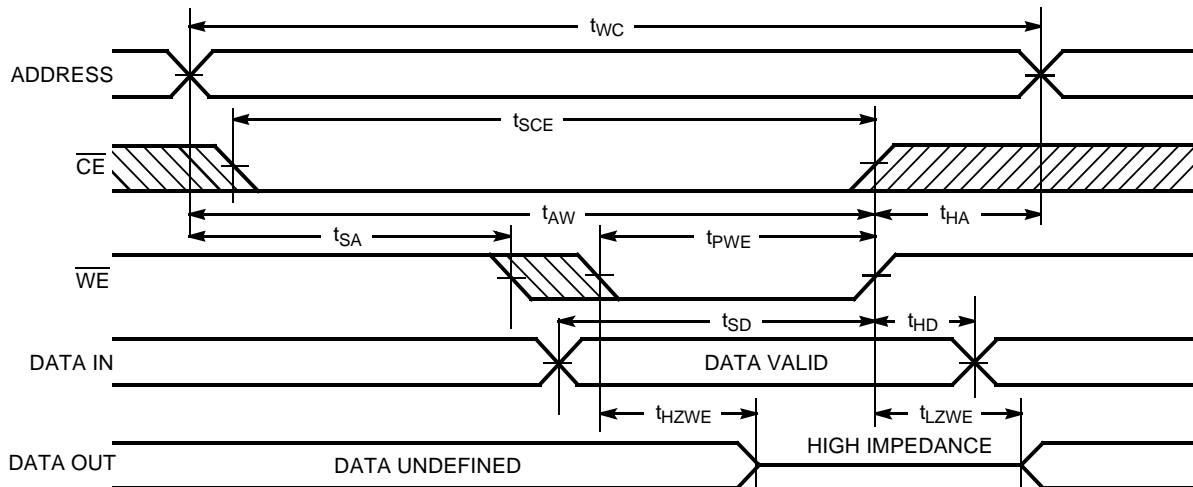 tWC
ADDRESS
tSCE
CE
tAW
tHA
tSA
tPWE
WE
tSD
tHD
DATA IN
DATA VALID
tHZWE
tLZWE
HIGH IMPEDANCE
DATA OUT
DATA UNDEFINED